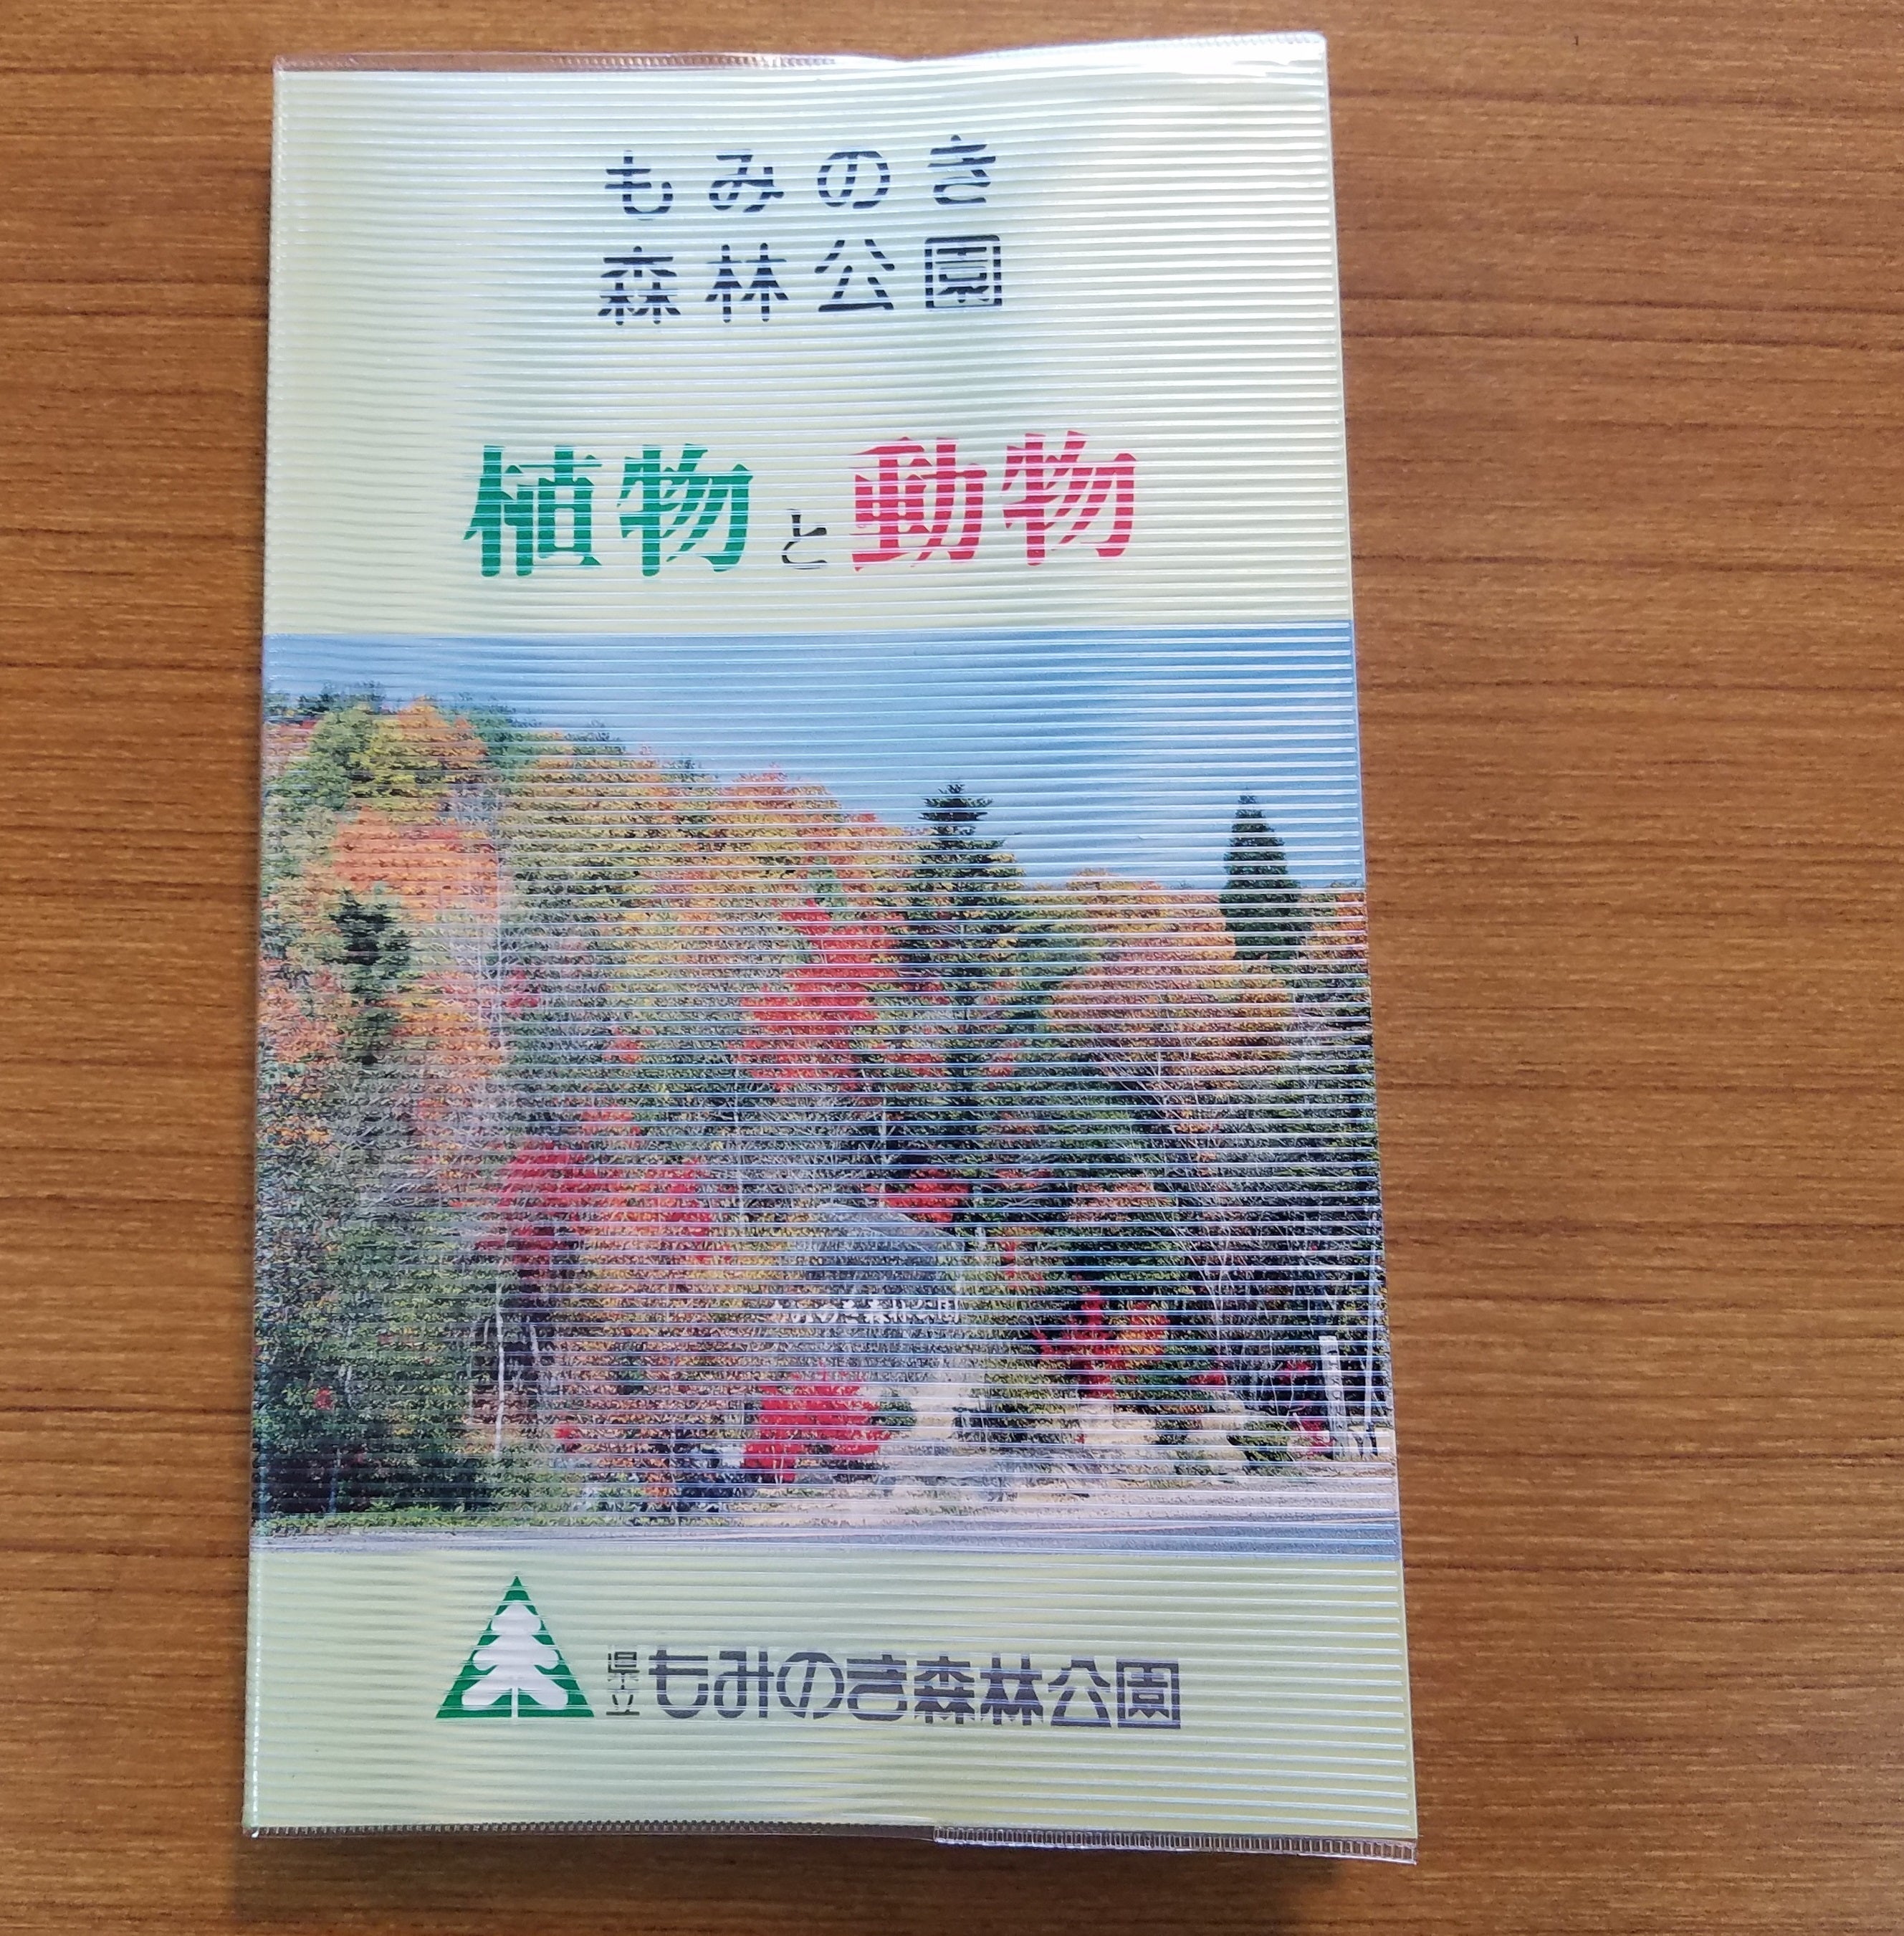 もみのき
森林公園
植物と動物
県立もみのき森林公園